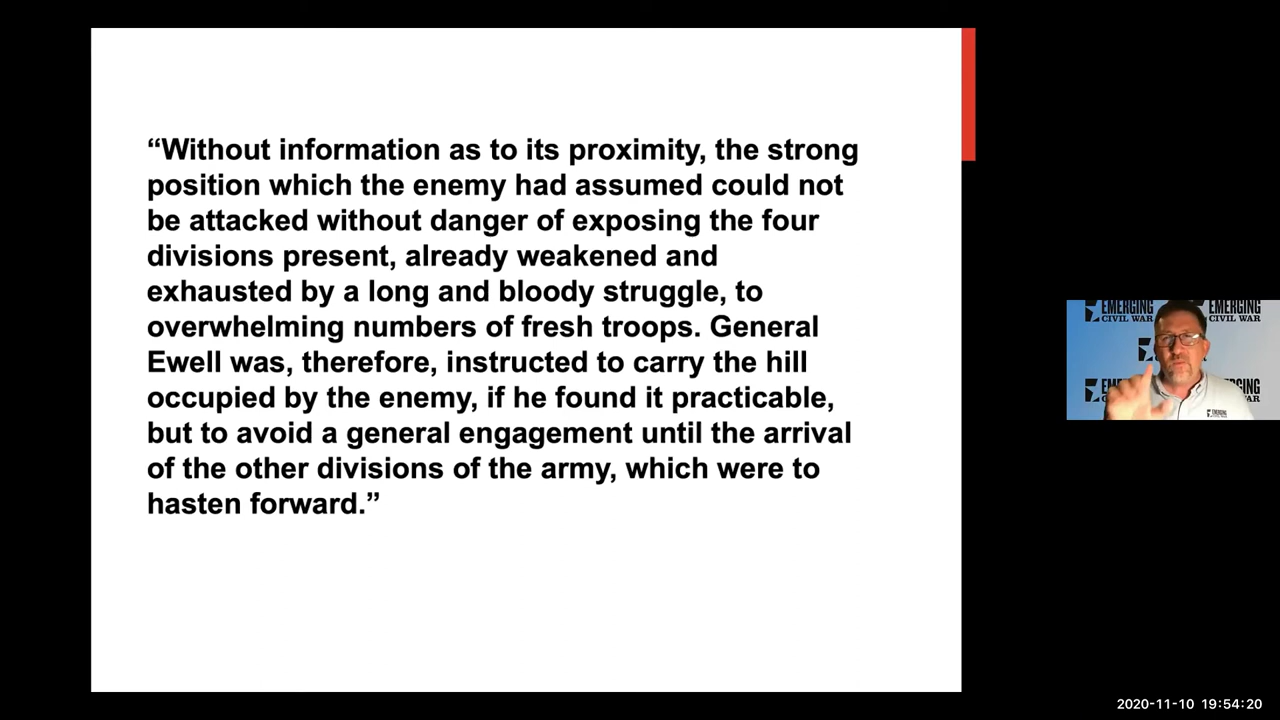 “Without information as to its proximity, the strong
position which the enemy had assumed could not
be attacked without danger of exposing the four
divisions present, already weakened and
exhausted by a long and bloody struggle, to
overwhelming numbers of fresh troops. General
Ewell was, therefore, instructed to carry the hill
occupied by the enemy, if he found it practicable,
but to avoid a general engagement until the arrival
of the other divisions of the army, which were to
hasten forward.”
EMERGING
CIVIL WAR
EMERGING
CIVIL WAR
EMERGING
2020-11-10 19:54:20